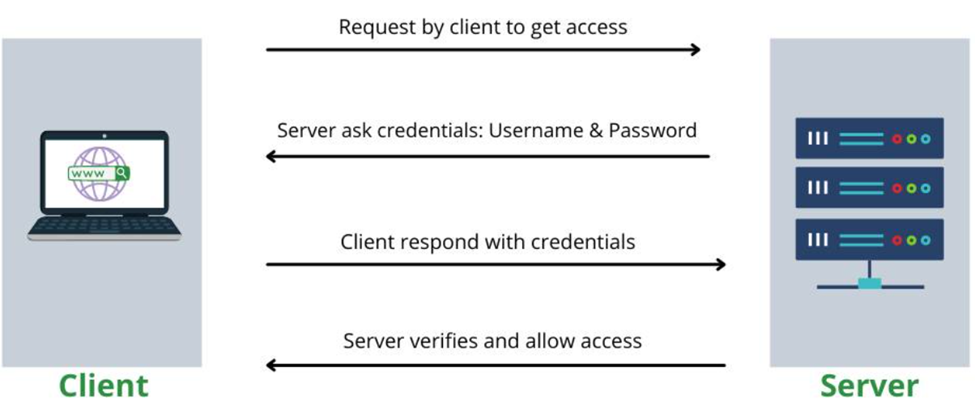 Request by client to get access
Server ask credentials: Username & Password
www
Client respond with credentials
Server verifies and allow access
Client
Server